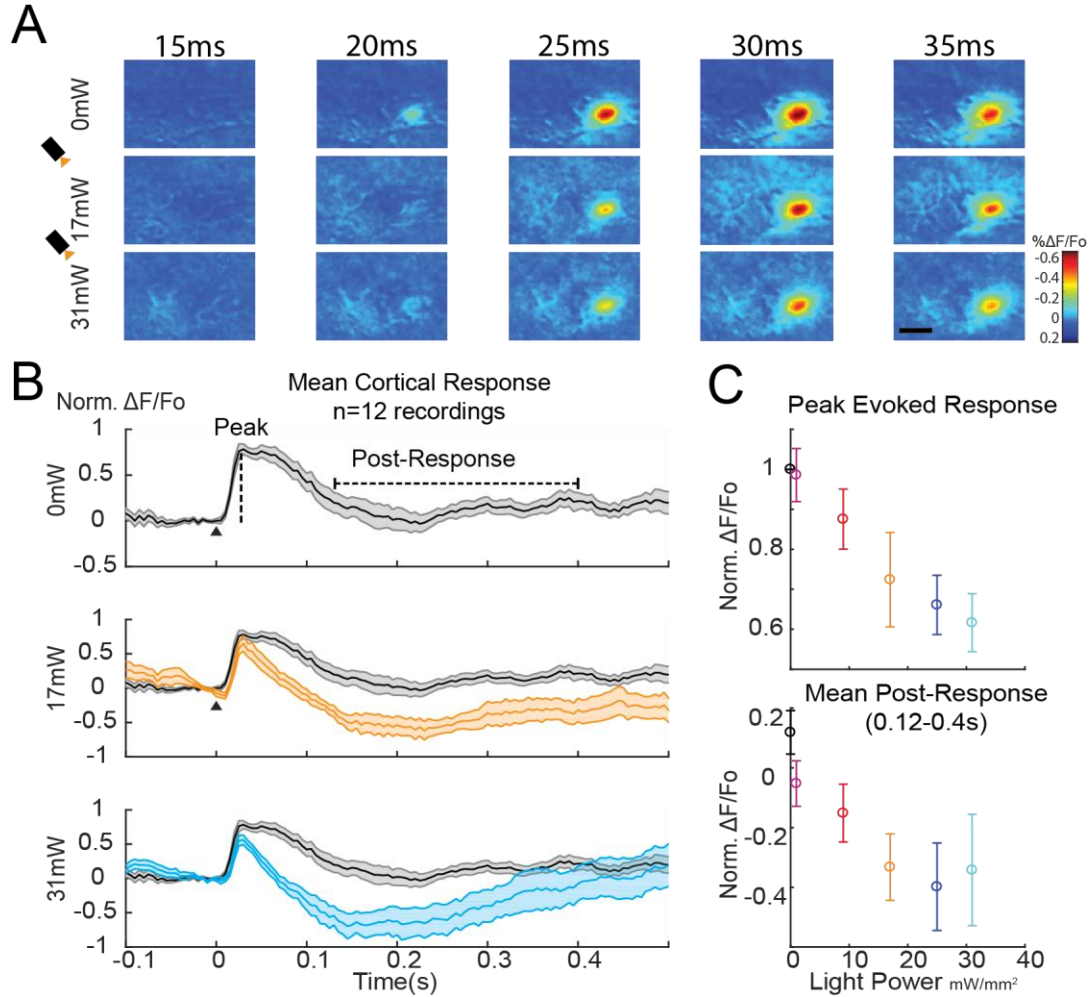 A
15ms 20ms 25ms 30ms 35ms
0mW
17mW
31mW
%ΔF/Fo
-0.6
-0.4
-0.2
0
0.2
B
Norm. ΔF/Fo
Mean Cortical Response
n=12 recordings
Peak
Post-Response
1
0.5
0
-0.5
0mW
1
0.5
0
-0.5
-1
17mW
1
0.5
0
-0.5
-1
31mW
-0.1 0 0.1 0.2 0.3 0.4
Time(s)
C
Peak Evoked Response
1
0.8
0.6
Norm. ΔF/Fo
Mean Post-Response
(0.12-0.4s)
0.2
0
-0.2
-0.4
Norm. ΔF/Fo
0 10 20 30 40
Light Power mW/mm²